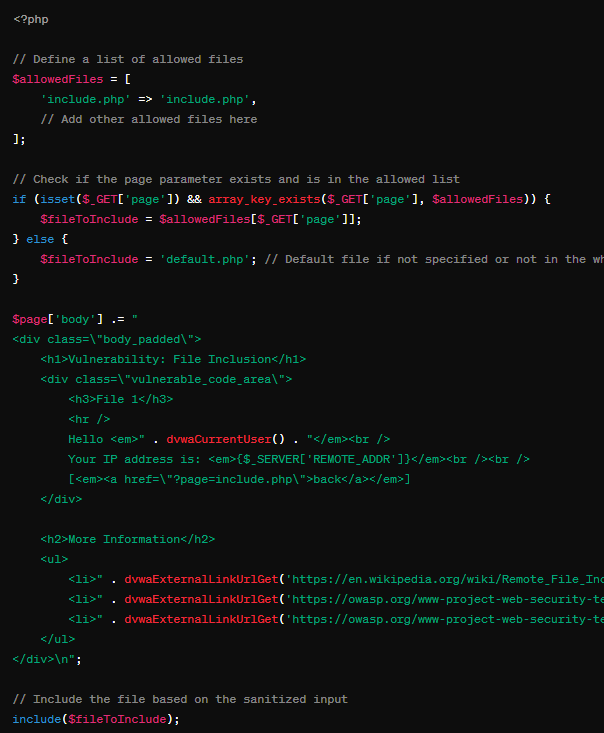 <?php
// Define a list of allowed files
$allowedFiles = [
    'include.php' => 'include.php',
    // Add other allowed files here
];
// Check if the page parameter exists and is in the allowed list
if (isset($_GET['page']) && array_key_exists($_GET['page'], $allowedFiles)) {
    $fileToInclude = $allowedFiles[$_GET['page']];
} else {
    $fileToInclude = 'default.php'; // Default file if not specified or not in the
}
$page['body'] .= "
<div class=\"body_padded\">
    <h1>Vulnerability: File Inclusion</h1>
    <div class=\"vulnerable_code_area\">
        <h3>File 1</h3>
        <hr />
        Hello <em>" . dvwaCurrentUser() . "</em><br />
        Your IP address is: <em>{$_SERVER['REMOTE_ADDR']}</em><br /><br />
        [<em><a href=\"?page=include.php\">back</a></em>]
    </div>
    <h2>More Information</h2>
    <ul>
        <li>" . dvwaExternalLinkUrlGet('https://en.wikipedia.org/wiki/Remote_File_Inc
        <li>" . dvwaExternalLinkUrlGet('https://owasp.org/www-project-web-security-te
        <li>" . dvwaExternalLinkUrlGet('https://owasp.org/www-project-web-security-te
    </ul>
</div>\n";
// Include the file based on the sanitized input
include($fileToInclude);